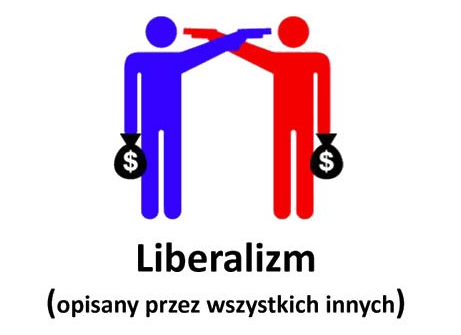 $ $
Liberalizm
(opisany przez wszystkich innych)